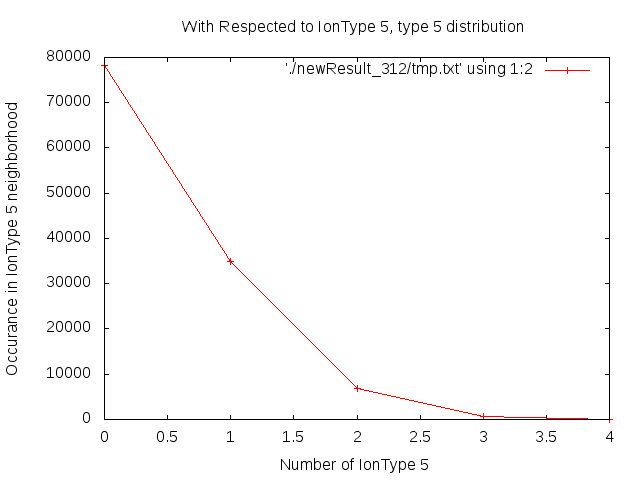 With Respected to IonType 5, type 5 distribution
'./newResult_312/tmp.txt' using 1:2
Occurance in IonType 5 neighborhood
80000
70000
60000
50000
40000
30000
20000
10000
0
0 0.5 1 1.5 2 2.5 3 3.5 4
Number of IonType 5